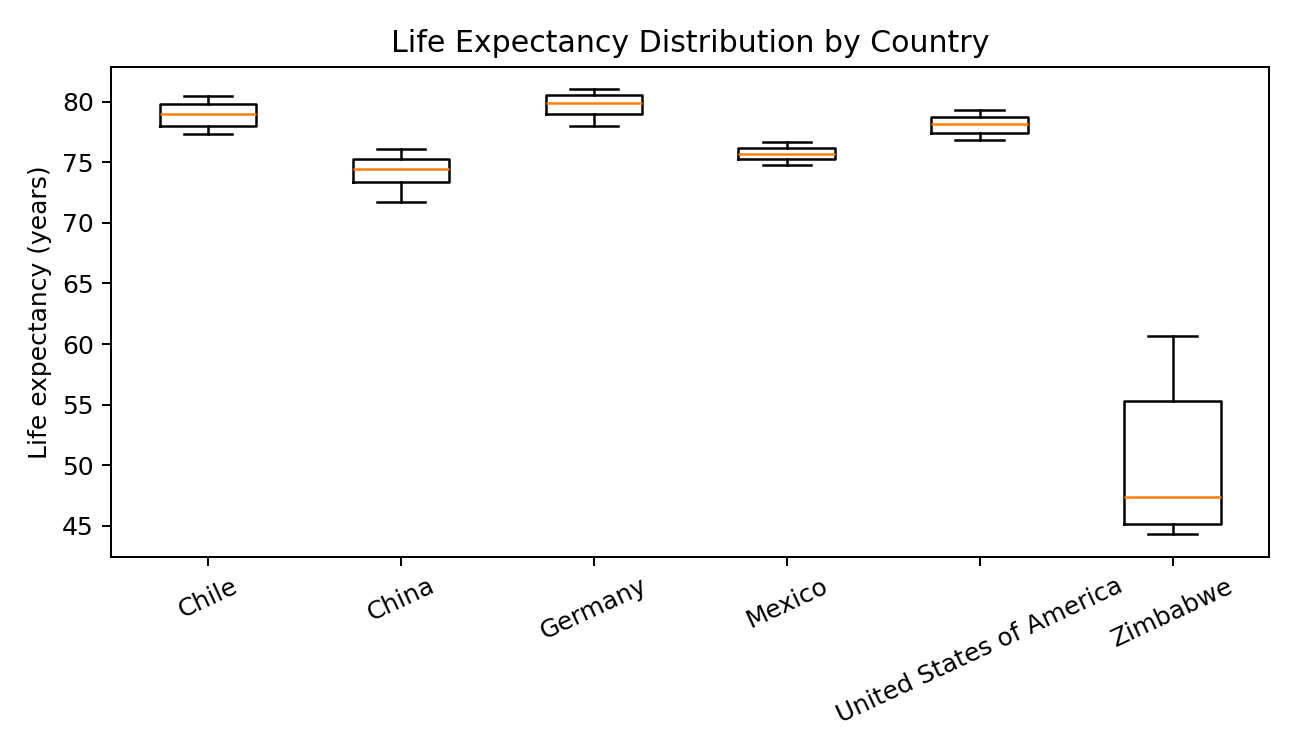 Life Expectancy Distribution by Country
Life expectancy (years)
80
75
70
65
60
55
50
45
Chile
China
Germany
Mexico
United States of America
Zimbabwe